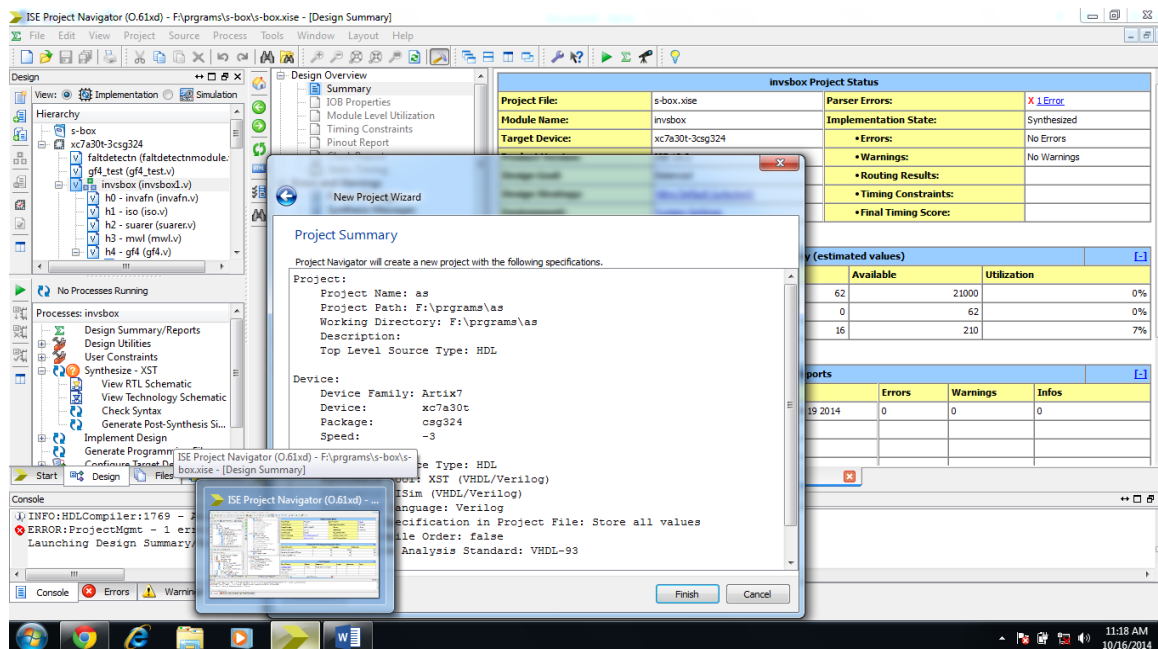 ISE Project Navigator (O.61xd) - F:\prgrams\s-box\s-box.xise - [Design Summary]
File Edit View Project Source Process Tools Window Layout Help
Design
View: Implementation Simulation
Hierarchy
s-box
xc7a30t-3csg324
faltdetectn (faltdetectnmodule.
gf4_test (gf4_test.v)
invsbox (invsbox1.v)
h0 - invafn (invafn.v)
h1 - iso (iso.v)
h2 - suarer (suarer.v)
h3 - mwl (mwl.v)
h4 - gf4 (gf4.v)
No Processes Running
Processes: invsbox
Design Summary/Reports
Design Utilities
User Constraints
Synthesize - XST
View RTL Schematic
View Technology Schematic
Check Syntax
Generate Post-Synthesis Si...
Implement Design
Generate Programm
Configure Target De
Start Design Files
Design Overview
Summary
IOB Properties
Module Level Utilization
Timing Constraints
Pinout Report
invsbox Project Status
Project File: s-box.xise Parser Errors: X 1 Error
Module Name: invsbox Implementation State: Synthesized
Target Device: xc7a30t-3csg324 •Errors: No Errors
•Warnings: No Warnings
•Routing Results:
•Timing Constraints:
•Final Timing Score:
y (estimated values) [-]
Available Utilization
62 21000 0%
0 62 0%
16 210 7%
ports [-]
Errors Warnings Infos
19 2014 0 0 0
New Project Wizard
Project Summary
Project Navigator will create a new project with the following specifications.
Project:
Project Name: as
Project Path: F:\prgrams\as
Working Directory: F:\prgrams\as
Description:
Top Level Source Type: HDL
Device:
Device Family: Artix7
Device: xc7a30t
Package: csg324
Speed: -3
ce Type: HDL
: XST (VHDL/Verilog)
ISim (VHDL/Verilog)
anguage: Verilog
ecification in Project File: Store all values
ile Order: false
Analysis Standard: VHDL-93
Finish Cancel
ISE Project Navigator (O.61xd) - F:\prgrams\s-box\s-
box.xise - [Design Summary]
ISE Project Navigator (O.61xd) - ...
Console
INFO:HDLCompiler:1769 -
ERROR:ProjectMgmt - 1 er
Launching Design Summary/
Console Errors Warnin
11:18 AM
10/16/2014